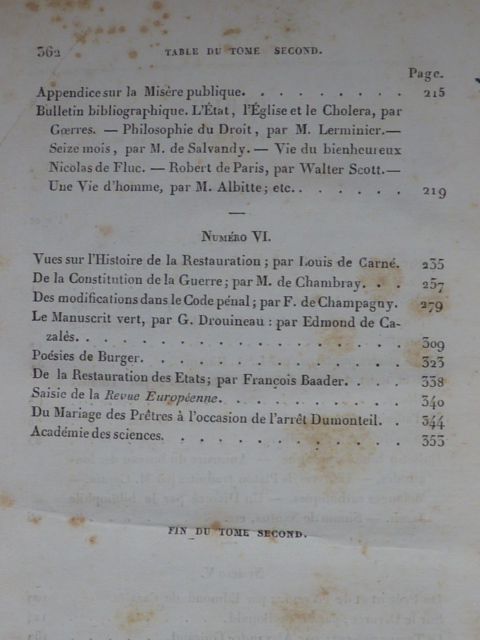 362 TABLE DU TOME SECOND.
Page.
Appendice sur la Misère publique. . . . . . . . . 215
Bulletin bibliographique. L'État, l'Église et le Cholera, par
Gœrres. — Philosophie du Droit, par M. Lerminier.—
Seize mois, par M. de Salvandy. — Vie du bienheureux
Nicolas de Flue. — Robert de Paris, par Walter Scott.—
Une Vie d'homme, par M. Albitte; etc. . . . . . . 219
Numéro VI.
Vues sur l'Histoire de la Restauration; par Louis de Carné. 235
De la Constitution de la Guerre; par M. de Chambray. . . 257
Des modifications dans le Code pénal; par F. de Champagny. 279
Le Manuscrit vert, par G. Drouineau : par Edmond de Ca-
zalès. . . . . . . . . . . . . . . . . . . 309
Poésies de Burger. . . . . . . . . . . . . . . 323
De la Restauration des Etats; par François Baader. . . 338
Saisie de la Revue Européenne. . . . . . . . . . 340
Du Mariage des Prêtres à l'occasion de l'arrêt Dumonteil. . 344
Académie des sciences. . . . . . . . . . . . . 353
FIN DU TOME SECOND.